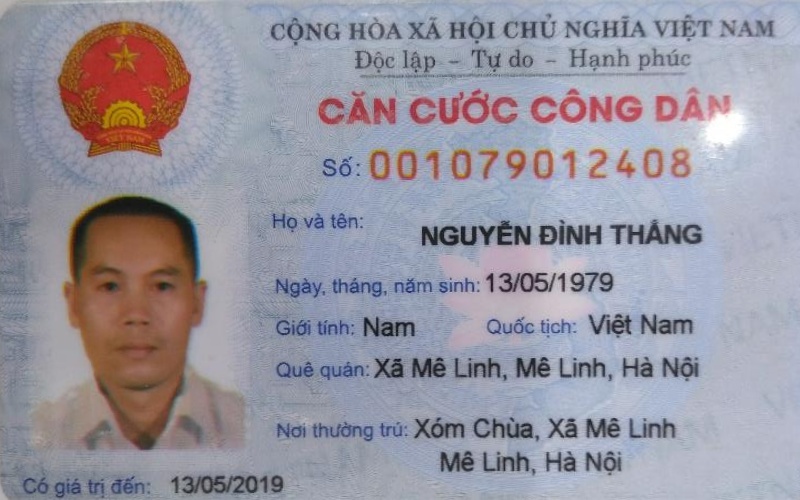 CỘNG HÒA XÃ HỘI CHỦ NGHĨA VIỆT NAM
Độc lập - Tự do - Hạnh phúc
CĂN CƯỚC CÔNG DÂN
Số: 001079012408
VIỆT NAM
Họ và tên: NGUYỄN ĐÌNH THẮNG
Ngày, tháng, năm sinh: 13/05/1979
Giới tính: Nam Quốc tịch: Việt Nam
Quê quán: Xã Mê Linh, Mê Linh, Hà Nội
Nơi thường trú: Xóm Chùa, Xã Mê Linh
Mê Linh, Hà Nội
Có giá trị đến: 13/05/2019